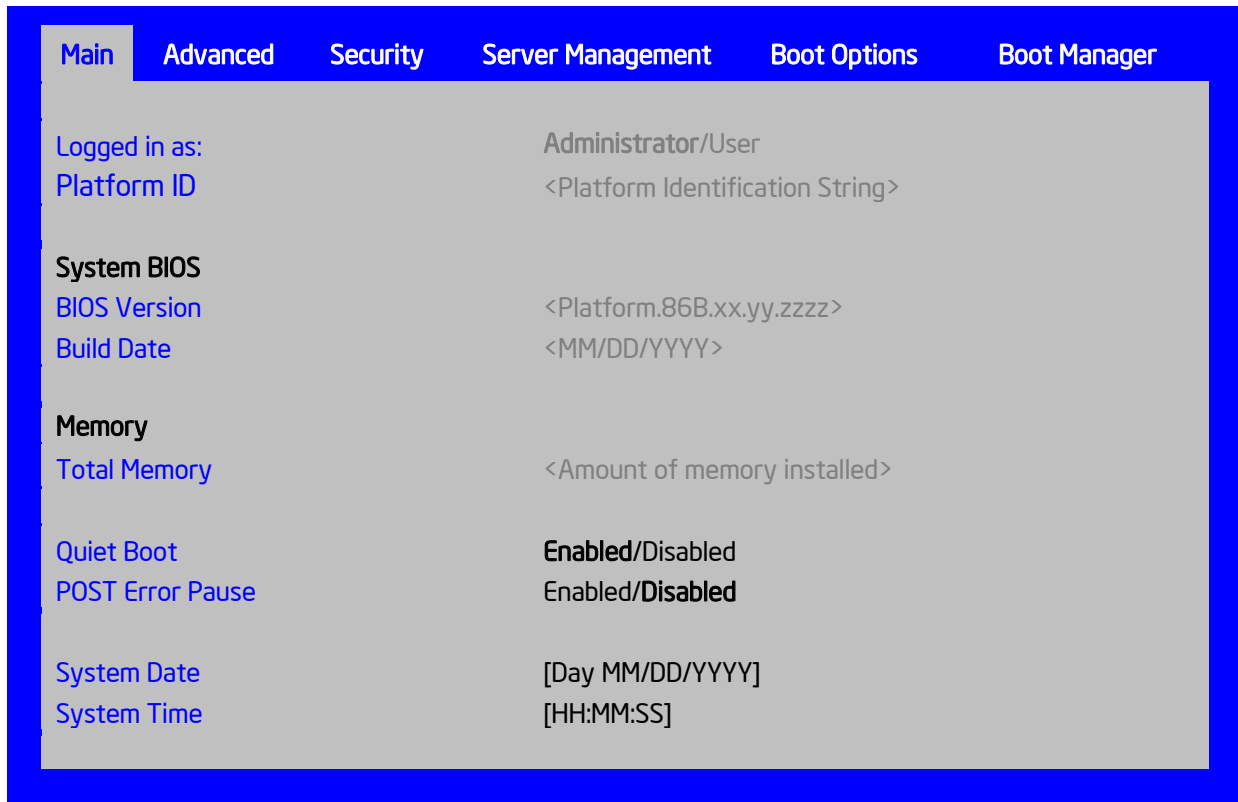 Main Advanced Security Server Management Boot Options Boot Manager
Logged in as: Administrator/User
Platform ID <Platform Identification String>
System BIOS
BIOS Version <Platform.86B.xx.yy.zzzz>
Build Date <MM/DD/YYYY>
Memory
Total Memory <Amount of memory installed>
Quiet Boot Enabled/Disabled
POST Error Pause Enabled/Disabled
System Date [Day MM/DD/YYYY]
System Time [HH:MM:SS]